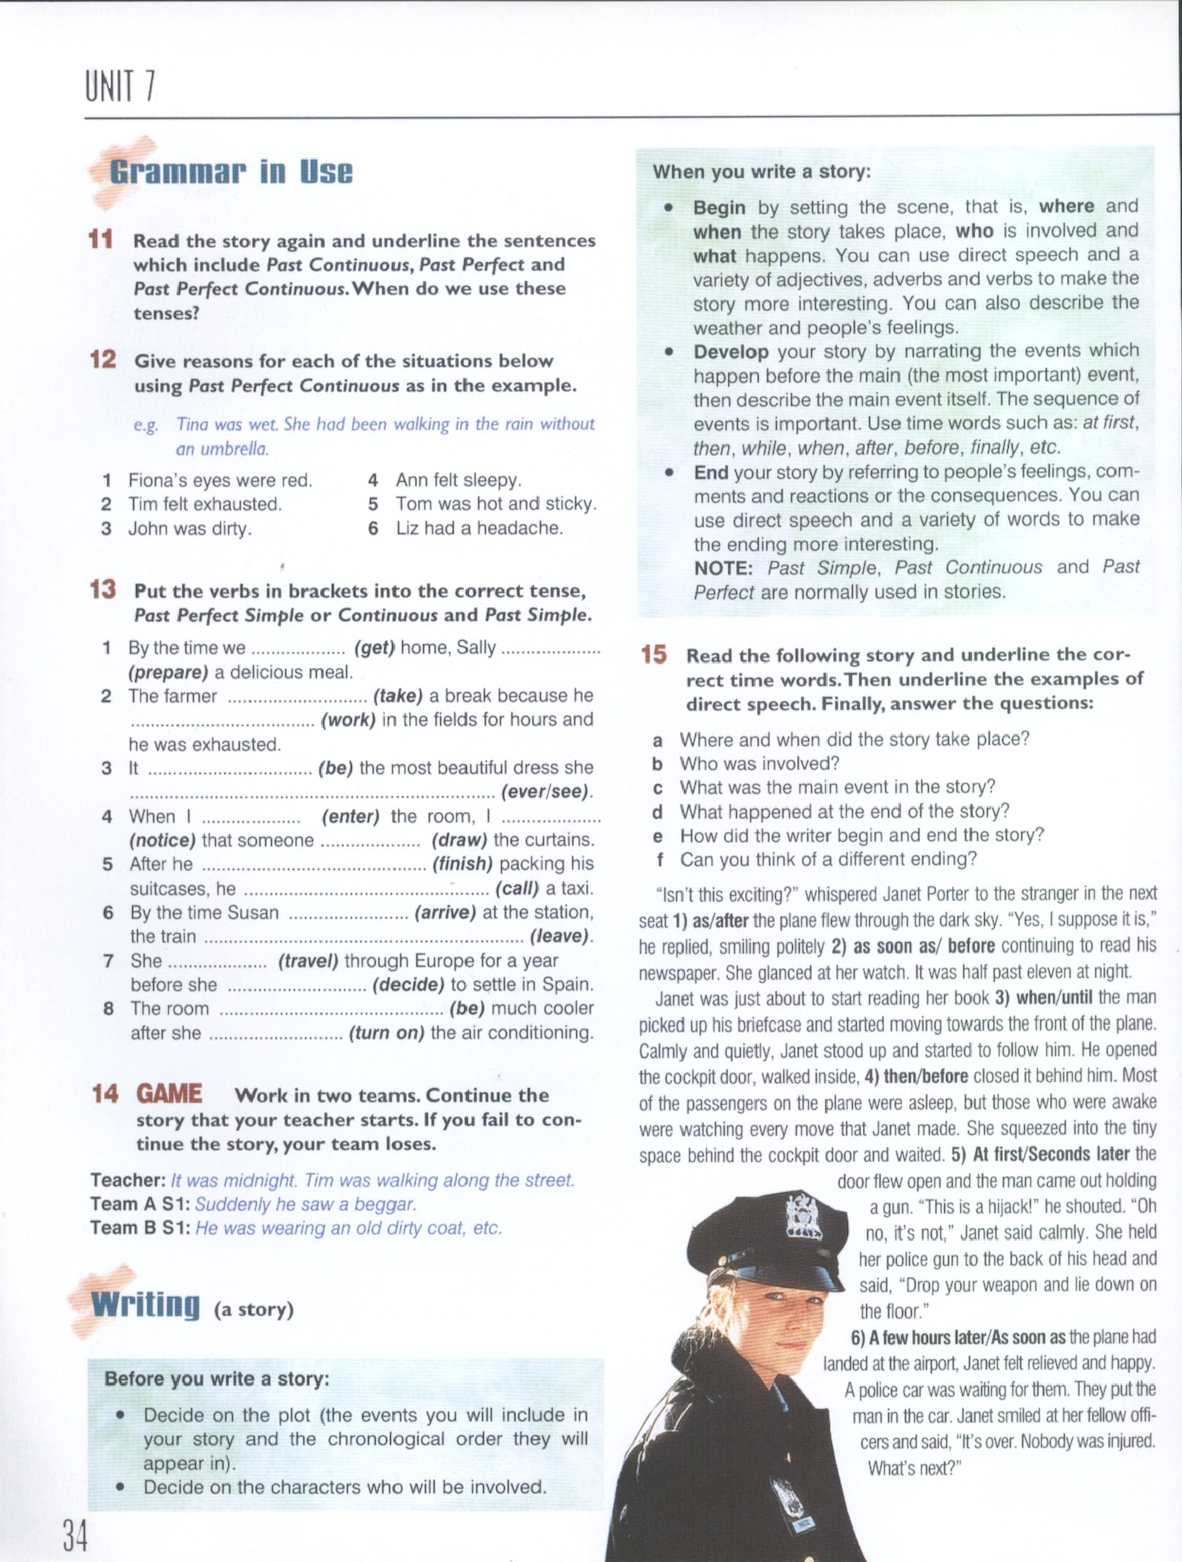 UNIT 7
Grammar in Use
11 Read the story again and underline the sentences
which include Past Continuous, Past Perfect and
Past Perfect Continuous. When do we use these
tenses?
12 Give reasons for each of the situations below
using Past Perfect Continuous as in the example.
e.g. Tina was wet. She had been walking in the rain without
an umbrella.
1 Fiona's eyes were red.
2 Tim felt exhausted.
3 John was dirty.
4 Ann felt sleepy.
5 Tom was hot and sticky.
6 Liz had a headache.
13 Put the verbs in brackets into the correct tense,
Past Perfect Simple or Continuous and Past Simple.
1 By the time we ................... (get) home, Sally ....................
(prepare) a delicious meal.
2 The farmer ............................ (take) a break because he
..................................... (work) in the fields for hours and
he was exhausted.
3 It ................................. (be) the most beautiful dress she
.......................................................................... (ever/see).
4 When I .................... (enter) the room, I ....................
(notice) that someone .................... (draw) the curtains.
5 After he ............................................. (finish) packing his
suitcases, he .................................................. (call) a taxi.
6 By the time Susan ........................ (arrive) at the station,
the train ................................................................ (leave).
7 She .................... (travel) through Europe for a year
before she ............................ (decide) to settle in Spain.
8 The room ............................................. (be) much cooler
after she ........................... (turn on) the air conditioning.
14 GAME Work in two teams. Continue the
story that your teacher starts. If you fail to con-
tinue the story, your team loses.
Teacher: It was midnight. Tim was walking along the street.
Team A S1: Suddenly he saw a beggar.
Team B S1: He was wearing an old dirty coat, etc.
Writing (a story)
Before you write a story:
• Decide on the plot (the events you will include in
your story and the chronological order they will
appear in).
• Decide on the characters who will be involved.
34
When you write a story:
• Begin by setting the scene, that is, where and
when the story takes place, who is involved and
what happens. You can use direct speech and a
variety of adjectives, adverbs and verbs to make the
story more interesting. You can also describe the
weather and people's feelings.
• Develop your story by narrating the events which
happen before the main (the most important) event,
then describe the main event itself. The sequence of
events is important. Use time words such as: at first,
then, while, when, after, before, finally, etc.
• End your story by referring to people's feelings, com-
ments and reactions or the consequences. You can
use direct speech and a variety of words to make
the ending more interesting.
NOTE: Past Simple, Past Continuous and Past
Perfect are normally used in stories.
15 Read the following story and underline the cor-
rect time words. Then underline the examples of
direct speech. Finally, answer the questions:
a Where and when did the story take place?
b Who was involved?
c What was the main event in the story?
d What happened at the end of the story?
e How did the writer begin and end the story?
f Can you think of a different ending?
“Isn't this exciting?” whispered Janet Porter to the stranger in the next
seat 1) as/after the plane flew through the dark sky. “Yes, I suppose it is,”
he replied, smiling politely 2) as soon as/ before continuing to read his
newspaper. She glanced at her watch. It was half past eleven at night.
Janet was just about to start reading her book 3) when/until the man
picked up his briefcase and started moving towards the front of the plane.
Calmly and quietly, Janet stood up and started to follow him. He opened
the cockpit door, walked inside, 4) then/before closed it behind him. Most
of the passengers on the plane were asleep, but those who were awake
were watching every move that Janet made. She squeezed into the tiny
space behind the cockpit door and waited. 5) At first/Seconds later the
door flew open and the man came out holding
a gun. “This is a hijack!” he shouted. “Oh
no, it's not,” Janet said calmly. She held
her police gun to the back of his head and
said, “Drop your weapon and lie down on
the floor.”
6) A few hours later/As soon as the plane had
landed at the airport, Janet felt relieved and happy.
A police car was waiting for them. They put the
man in the car. Janet smiled at her fellow offi-
cers and said, “It's over. Nobody was injured.
What's next?”